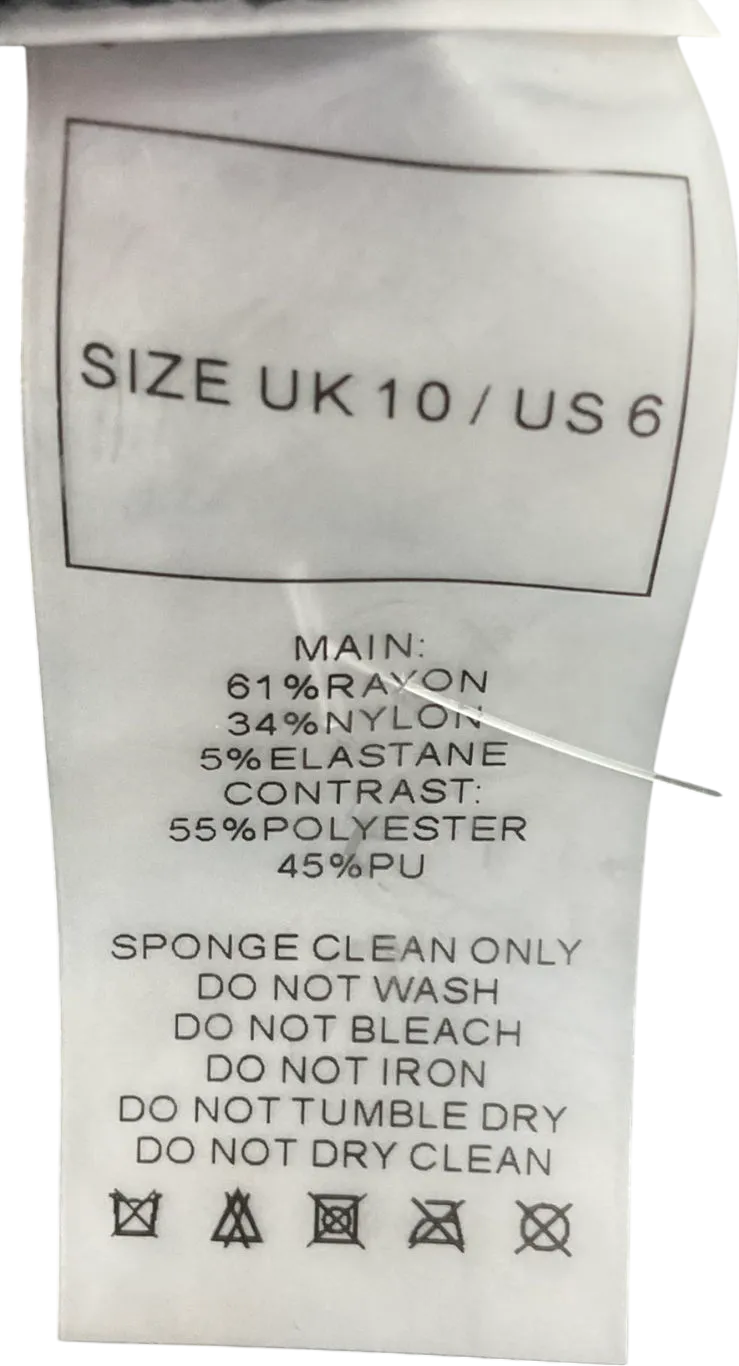 SIZE UK 10 / US 6
MAIN:
61%RAYON
34%NYLON
5%ELASTANE
CONTRAST:
55%POLYESTER
45%PU
SPONGE CLEAN ONLY
DO NOT WASH
DO NOT BLEACH
DO NOT IRON
DO NOT TUMBLE DRY
DO NOT DRY CLEAN